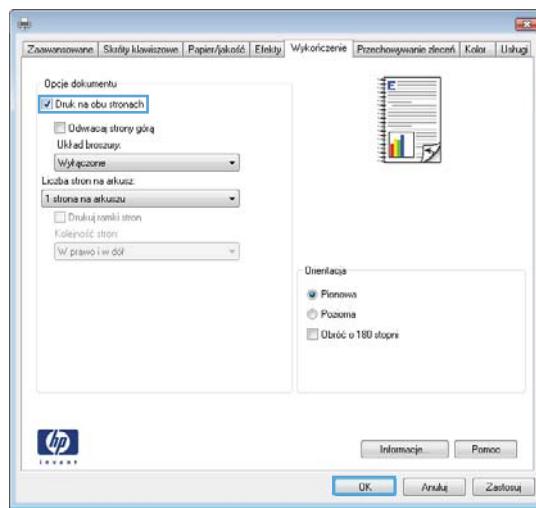 Zaawansowane Skróty klawiszowe Papier/jakość Efekty Wykończenie Przechowywanie zleceń Kolor Usługi
Opcje dokumentu
Druk na obu stronach
Odwracaj strony górą
Układ broszury:
Wyłączone
Liczba stron na arkusz:
1 strona na arkuszu
Drukuj ramki stron
Kolejność stron:
W prawo i w dół
E
Orientacja
Pionowa
Pozioma
Obróć o 180 stopni
hp
invent
Informacje... Pomoc
OK Anuluj Zastosuj